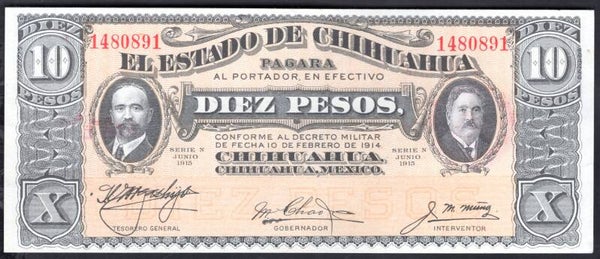 DIEZ 10 PESOS
DIEZ 10 PESOS
1480891
1480891
EL ESTADO DE CHIHUAHUA
PAGARA
AL PORTADOR, EN EFECTIVO
DIEZ PESOS,
CONFORME AL DECRETO MILITAR
DE FECHA 10 DE FEBRERO DE 1914
SERIE N
JUNIO
1915
SERIE N
JUNIO
1915
CHIHUAHUA,
CHIHUAHUA, MEXICO.
X
X
TESORERO GENERAL
GOBERNADOR
J. M. Muñiz
INTERVENTOR